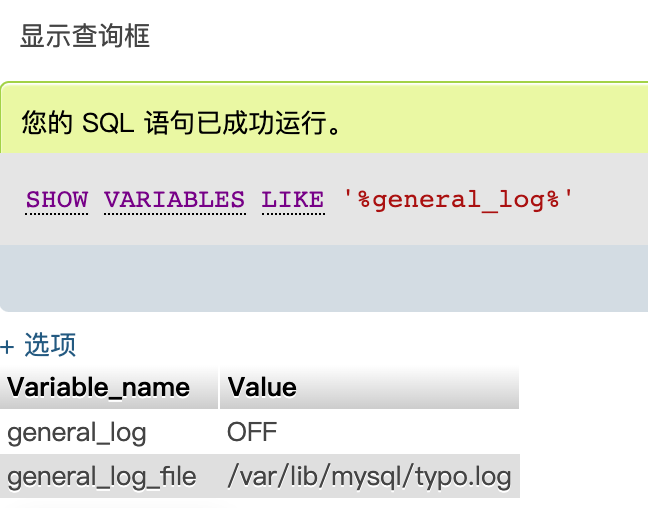 显示查询框
您的 SQL 语句已成功运行。
SHOW VARIABLES LIKE '%general_log%'
+ 选项
Variable_name Value
general_log OFF
general_log_file /var/lib/mysql/typo.log